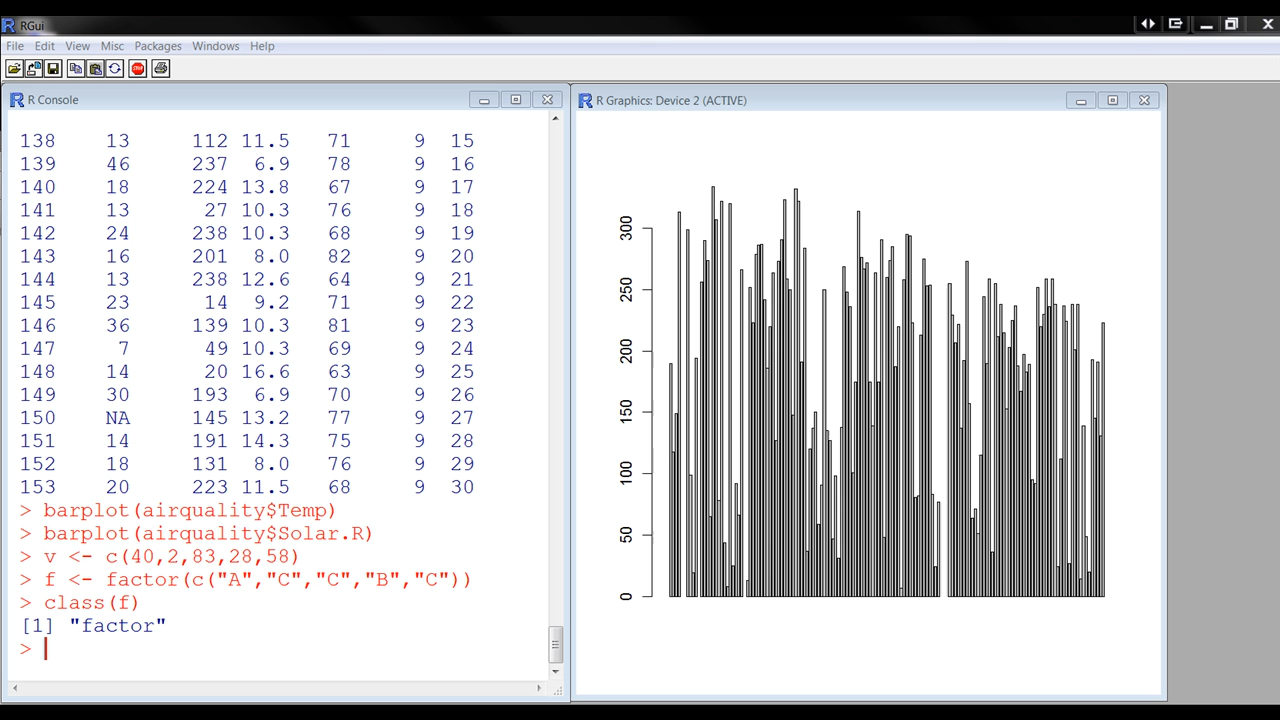 RGui
File Edit View Misc Packages Windows Help
STOP
R Console
138 13 112 11.5 71 9 15
139 46 237 6.9 78 9 16
140 18 224 13.8 67 9 17
141 13 27 10.3 76 9 18
142 24 238 10.3 68 9 19
143 16 201 8.0 82 9 20
144 13 238 12.6 64 9 21
145 23 14 9.2 71 9 22
146 36 139 10.3 81 9 23
147 7 49 10.3 69 9 24
148 14 20 16.6 63 9 25
149 30 193 6.9 70 9 26
150 NA 145 13.2 77 9 27
151 14 191 14.3 75 9 28
152 18 131 8.0 76 9 29
153 20 223 11.5 68 9 30
> barplot(airquality$Temp)
> barplot(airquality$Solar.R)
> v <- c(40,2,83,28,58)
> f <- factor(c("A","C","C","B","C"))
> class(f)
[1] "factor"
>
R Graphics: Device 2 (ACTIVE)
300
250
200
150
100
50
0